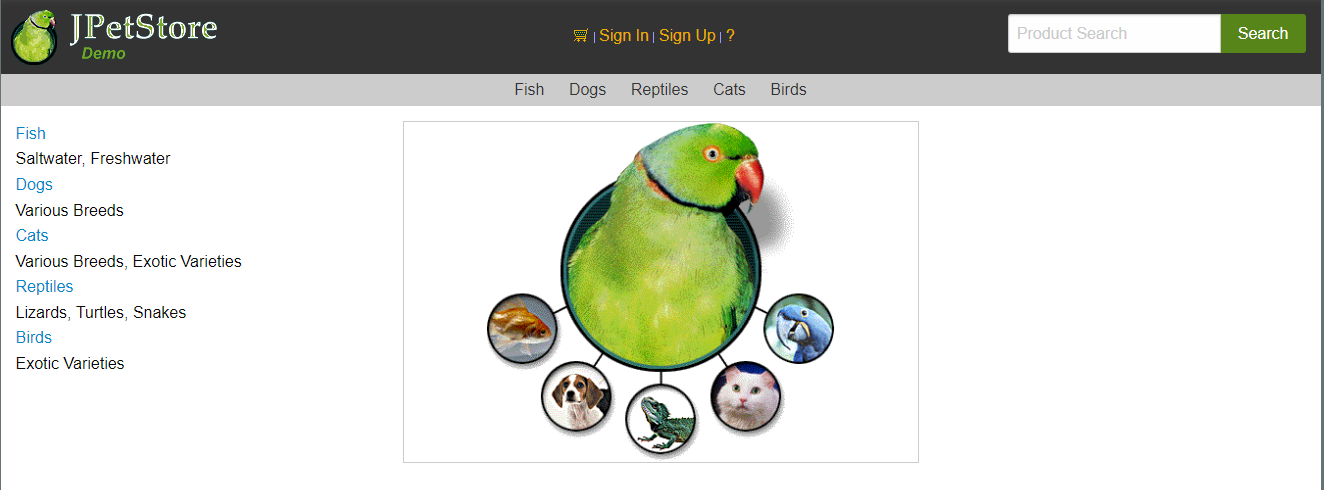 JPetStore
Demo
| Sign In | Sign Up | ?
Product Search
Search
Fish Dogs Reptiles Cats Birds
Fish
Saltwater, Freshwater
Dogs
Various Breeds
Cats
Various Breeds, Exotic Varieties
Reptiles
Lizards, Turtles, Snakes
Birds
Exotic Varieties